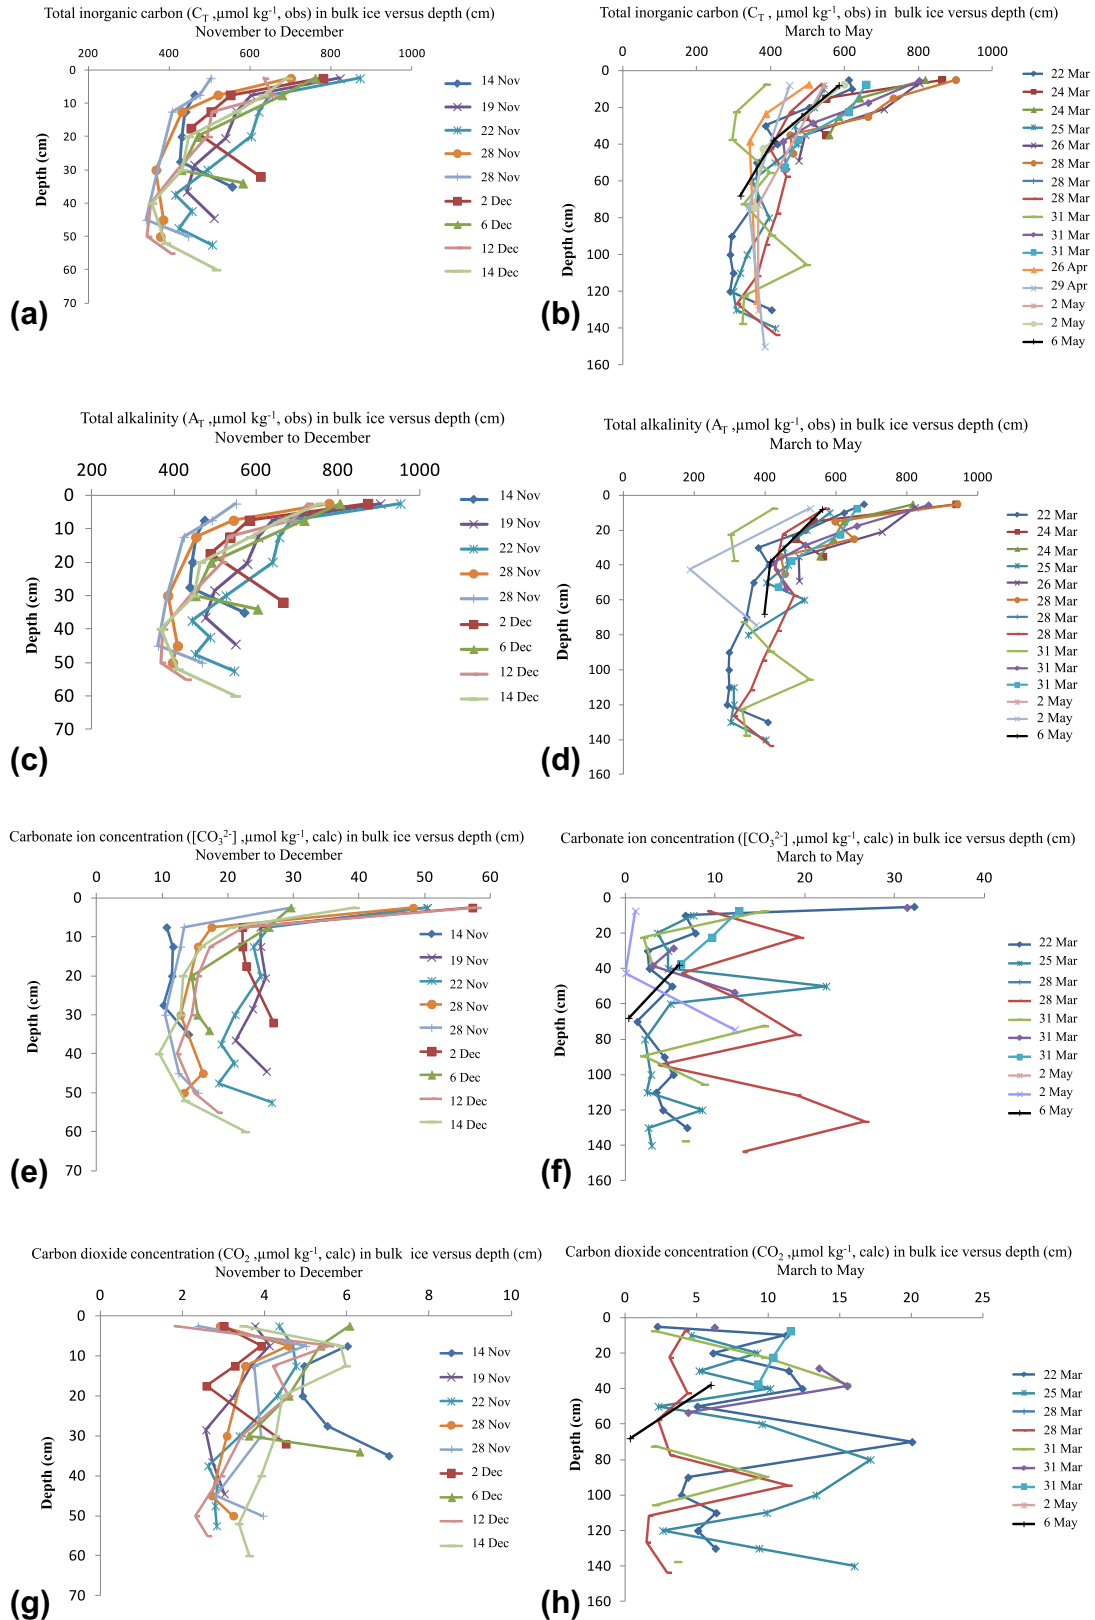 Total inorganic carbon (C_T ,µmol kg⁻¹, obs) in bulk ice versus depth (cm)
November to December
200 400 600 800 1000
0
10
20
30
40
50
60
70
Depth (cm)
14 Nov
19 Nov
22 Nov
28 Nov
28 Nov
2 Dec
6 Dec
12 Dec
14 Dec
(a)
Total inorganic carbon (C_T , µmol kg⁻¹, obs) in bulk ice versus depth (cm)
March to May
0 200 400 600 800 1000
0
20
40
60
80
100
120
140
160
Depth (cm)
22 Mar
24 Mar
24 Mar
25 Mar
26 Mar
28 Mar
28 Mar
28 Mar
31 Mar
31 Mar
31 Mar
26 Apr
29 Apr
2 May
2 May
6 May
(b)
Total alkalinity (A_T ,µmol kg⁻¹, obs) in bulk ice versus depth (cm)
November to December
200 400 600 800 1000
0
10
20
30
40
50
60
70
Depth (cm)
14 Nov
19 Nov
22 Nov
28 Nov
28 Nov
2 Dec
6 Dec
12 Dec
14 Dec
(c)
Total alkalinity (A_T ,µmol kg⁻¹, obs) in bulk ice versus depth (cm)
March to May
0 200 400 600 800 1000
0
20
40
60
80
100
120
140
160
Depth (cm)
22 Mar
24 Mar
24 Mar
25 Mar
26 Mar
28 Mar
28 Mar
28 Mar
31 Mar
31 Mar
31 Mar
2 May
2 May
6 May
(d)
Carbonate ion concentration ([CO₃²⁻] ,µmol kg⁻¹, calc) in bulk ice versus depth (cm)
November to December
0 10 20 30 40 50 60
0
10
20
30
40
50
60
70
Depth (cm)
14 Nov
19 Nov
22 Nov
28 Nov
28 Nov
2 Dec
6 Dec
12 Dec
14 Dec
(e)
Carbonate ion concentration ([CO₃²⁻] ,µmol kg⁻¹, calc) in bulk ice versus depth (cm)
March to May
0 10 20 30 40
0
20
40
60
80
100
120
140
160
Depth (cm)
22 Mar
25 Mar
28 Mar
28 Mar
31 Mar
31 Mar
31 Mar
2 May
2 May
6 May
(f)
Carbon dioxide concentration (CO₂ ,µmol kg⁻¹, calc) in bulk ice versus depth (cm)
November to December
0 2 4 6 8 10
0
10
20
30
40
50
60
70
Depth (cm)
14 Nov
19 Nov
22 Nov
28 Nov
28 Nov
2 Dec
6 Dec
12 Dec
14 Dec
(g)
Carbon dioxide concentration (CO₂ ,µmol kg⁻¹, calc) in bulk ice versus depth (cm)
March to May
0 5 10 15 20 25
0
20
40
60
80
100
120
140
160
Depth (cm)
22 Mar
25 Mar
28 Mar
28 Mar
31 Mar
31 Mar
31 Mar
2 May
6 May
(h)